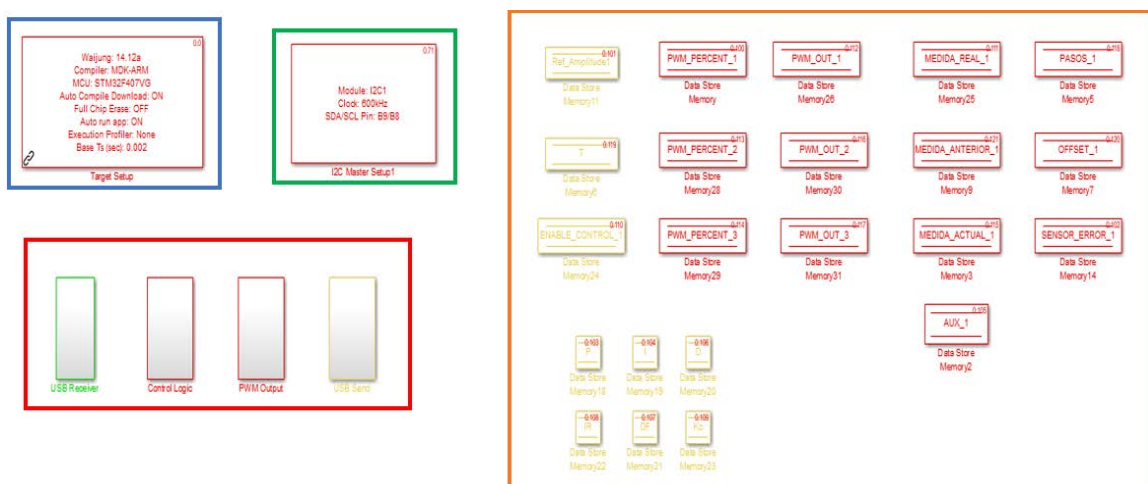 0:0
Waijung: 14.12a
Compiler: MDK-ARM
MCU: STM32F407VG
Auto Compile Download: ON
Full Chip Erase: OFF
Auto run app: ON
Execution Profiler: None
Base Ts (sec): 0.002
Target Setup
0:71
Module: I2C1
Clock: 600kHz
SDA/SCL Pin: B9/B8
I2C Master Setup1
USB Receiver
Control Logic
PWM Output
USB Send
0:101
Ref_Amplitude1
Data Store
Memory11
0:100
PWM_PERCENT_1
Data Store
Memory
0:112
PWM_OUT_1
Data Store
Memory26
0:111
MEDIDA_REAL_1
Data Store
Memory25
0:118
PASOS_1
Data Store
Memory5
0:119
T
Data Store
Memory6
0:113
PWM_PERCENT_2
Data Store
Memory28
0:116
PWM_OUT_2
Data Store
Memory30
0:121
MEDIDA_ANTERIOR_1
Data Store
Memory9
0:120
OFFSET_1
Data Store
Memory7
0:110
ENABLE_CONTROL_1
Data Store
Memory24
0:114
PWM_PERCENT_3
Data Store
Memory29
0:117
PWM_OUT_3
Data Store
Memory31
0:115
MEDIDA_ACTUAL_1
Data Store
Memory3
0:102
SENSOR_ERROR_1
Data Store
Memory14
0:105
AUX_1
Data Store
Memory2
0:103
P
Data Store
Memory18
0:104
I
Data Store
Memory19
0:106
D
Data Store
Memory20
0:108
IR
Data Store
Memory22
0:107
DF
Data Store
Memory21
0:109
Data Store
Memory23